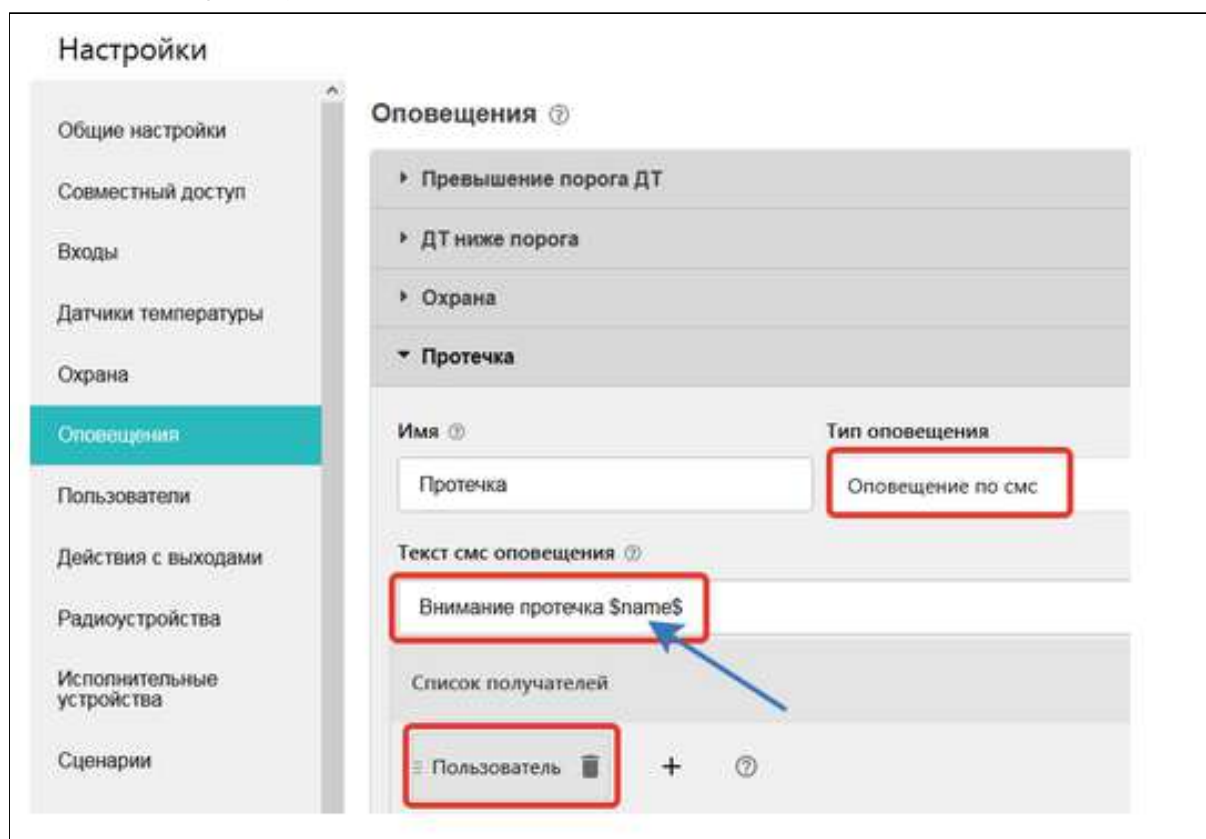 Настройки
Общие настройки
Совместный доступ
Входы
Датчики температуры
Охрана
Оповещения
Пользователи
Действия с выходами
Радиоустройства
Исполнительные
устройства
Сценарии
Оповещения
Превышение порога ДТ
ДТ ниже порога
Охрана
Протечка
Имя
Тип оповещения
Протечка
Оповещение по смс
Текст смс оповещения
Внимание протечка $name$
Список получателей
Пользователь